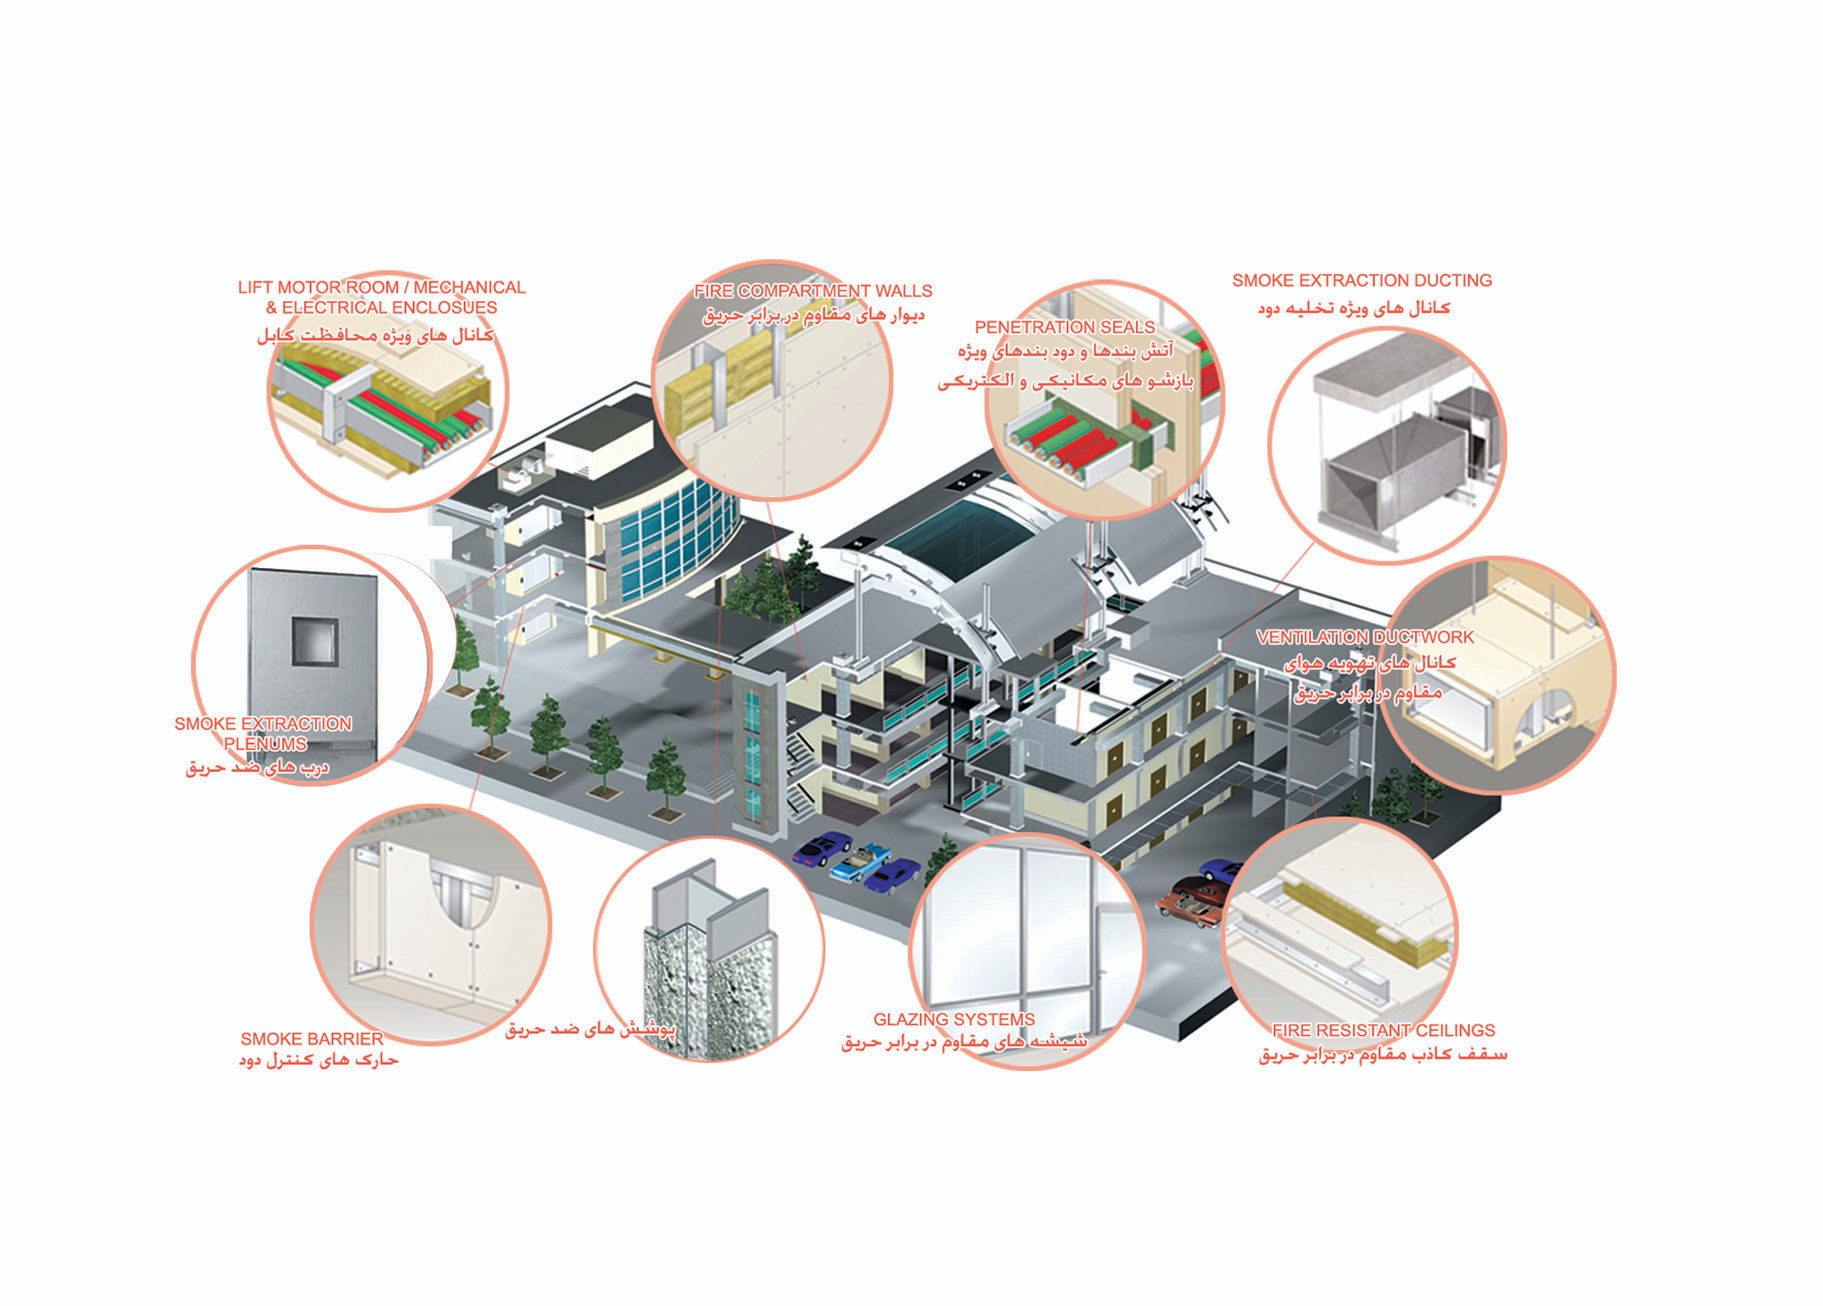 LIFT MOTOR ROOM / MECHANICAL
& ELECTRICAL ENCLOSUES
کانال های ویژه محافظت کابل
FIRE COMPARTMENT WALLS
دیوار های مقاوم در برابر حریق
PENETRATION SEALS
آتش بندها و دود بندهای ویژه
بازشو های مکانیکی و الکتریکی
SMOKE EXTRACTION DUCTING
کانال های ویژه تخلیه دود
VENTILATION DUCTWORK
کانال های تهویه هوای
مقاوم در برابر حریق
SMOKE EXTRACTION
PLENUMS
درب های ضد حریق
SMOKE BARRIER
حارک های کنترل دود
پوشش های ضد حریق
GLAZING SYSTEMS
شیشه های مقاوم در برابر حریق
FIRE RESISTANT CEILINGS
سقف کاذب مقاوم در برابر حریق